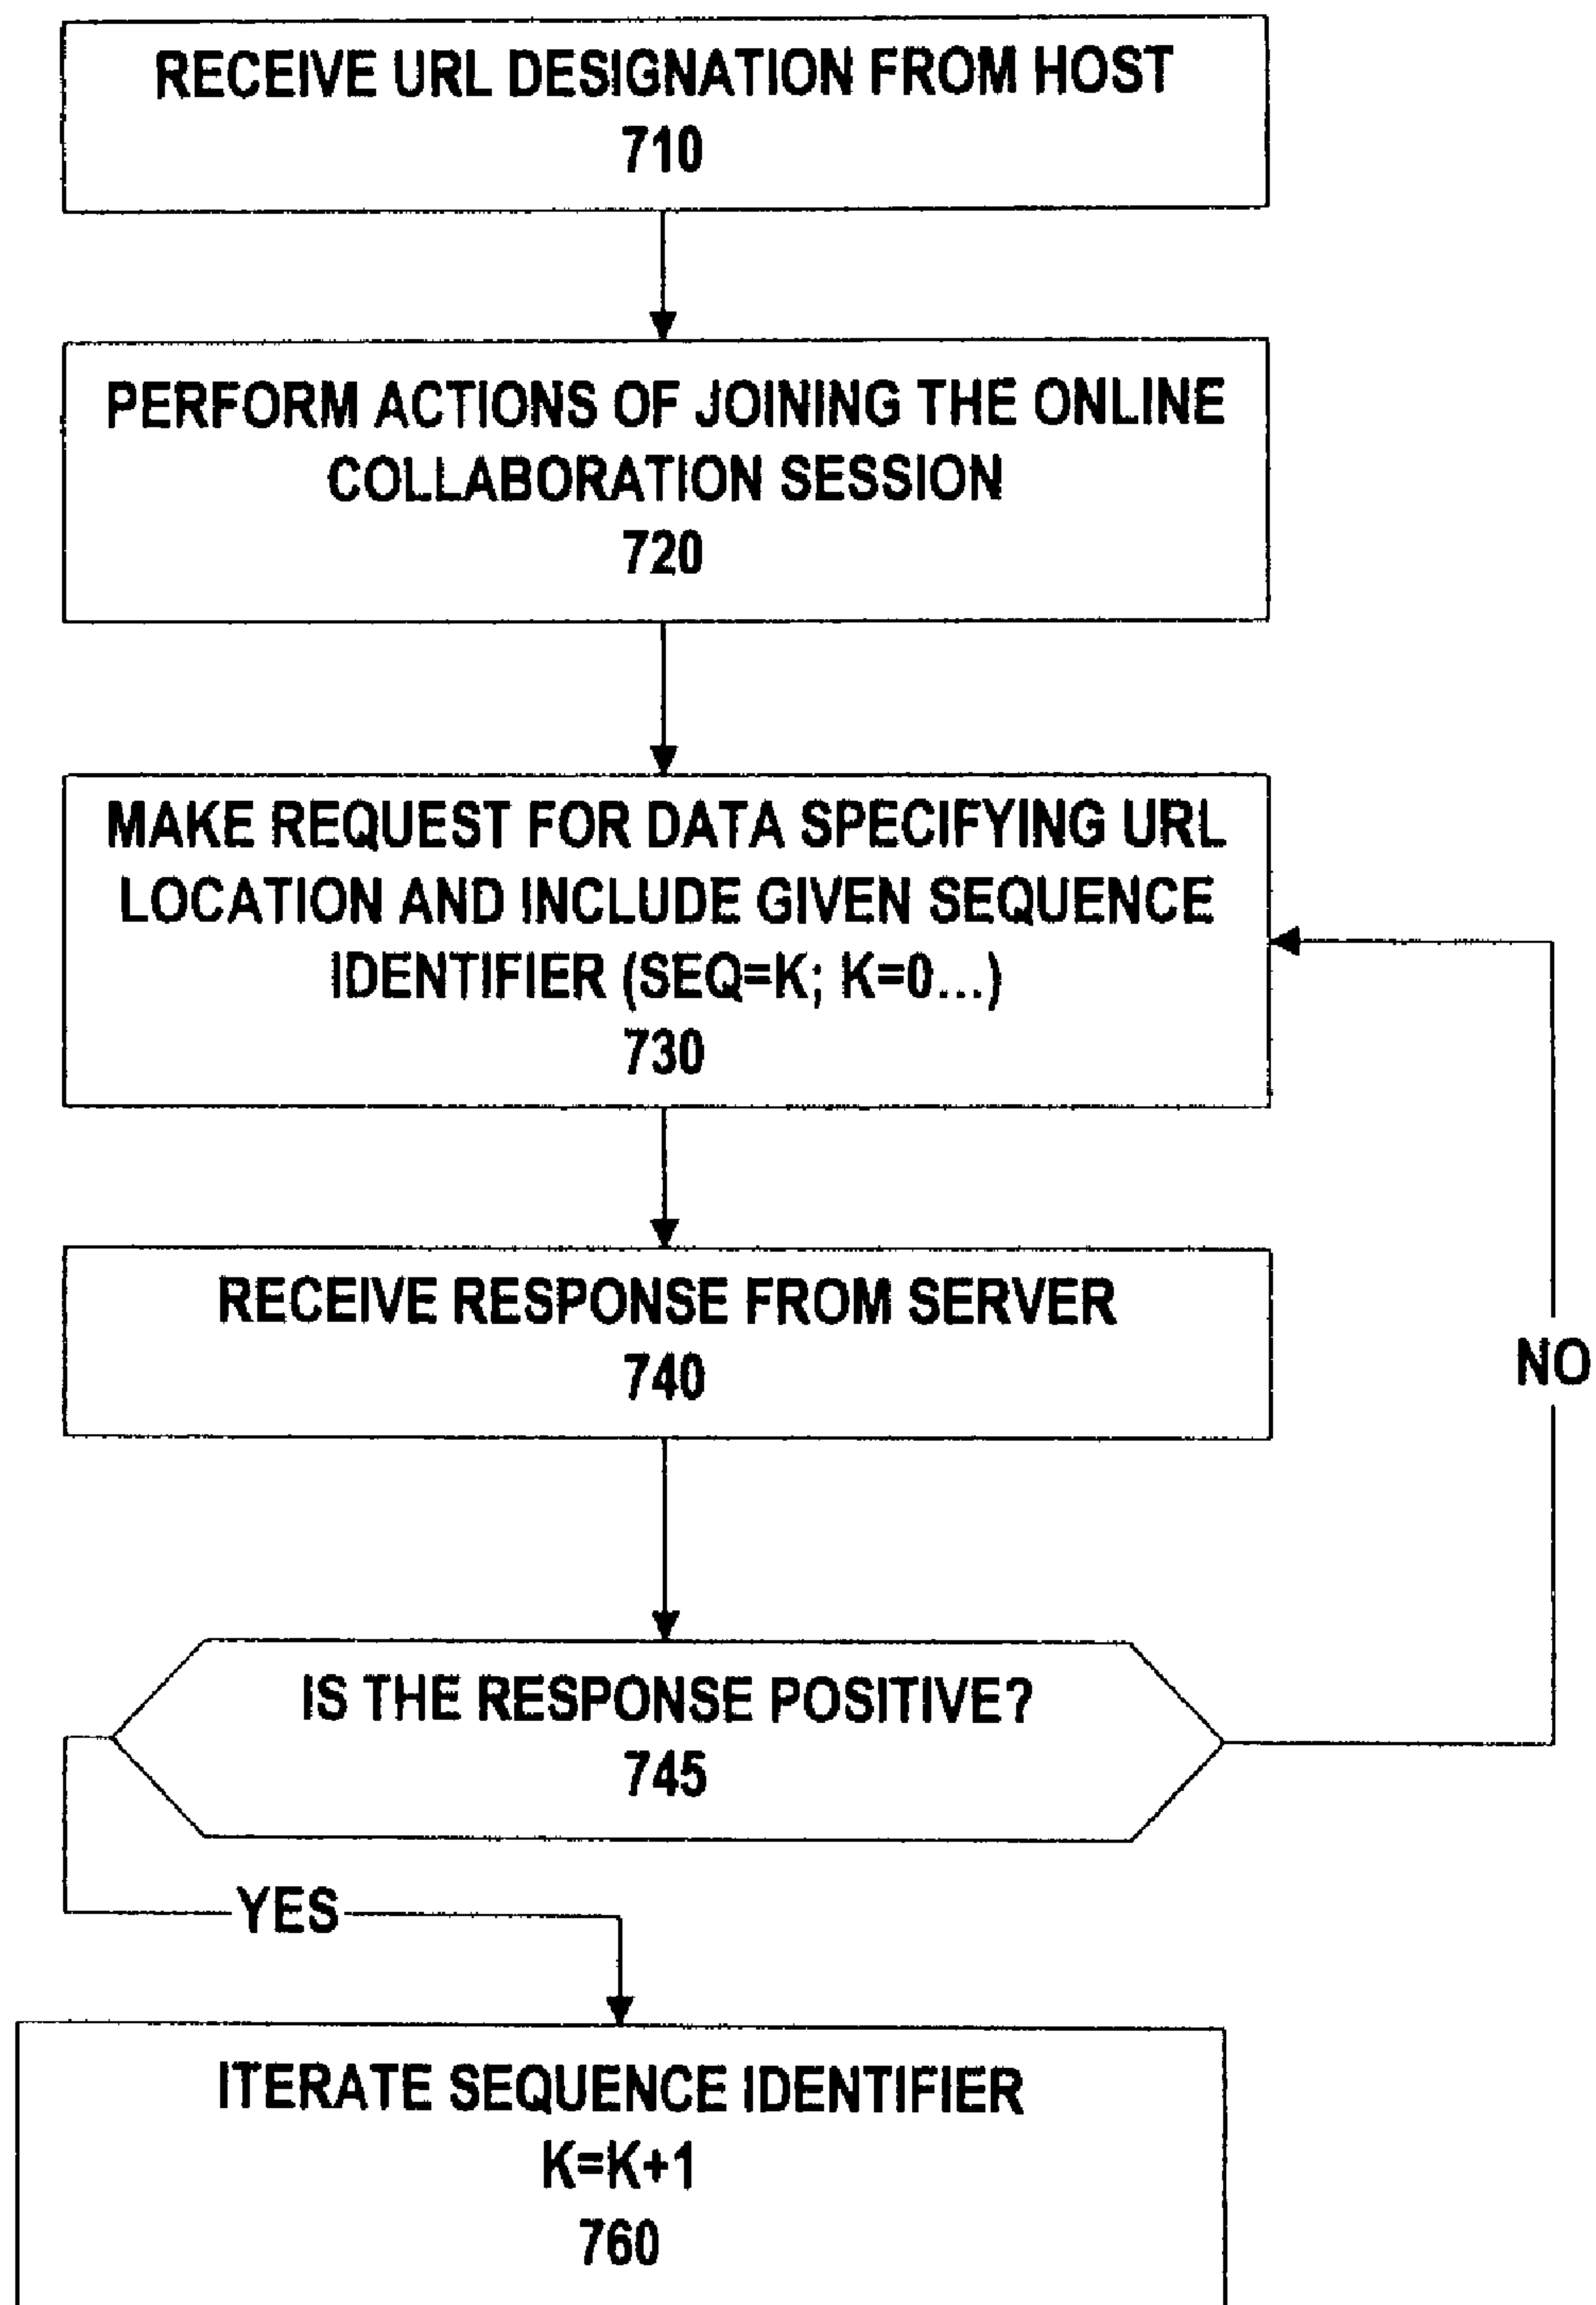 RECEIVE URL DESIGNATION FROM HOST
710
PERFORM ACTIONS OF JOINING THE ONLINE
COLLABORATION SESSION
720
MAKE REQUEST FOR DATA SPECIFYING URL
LOCATION AND INCLUDE GIVEN SEQUENCE
IDENTIFIER (SEQ=K; K=0...)
730
RECEIVE RESPONSE FROM SERVER
740
NO
IS THE RESPONSE POSITIVE?
745
YES
ITERATE SEQUENCE IDENTIFIER
K=K+1
760